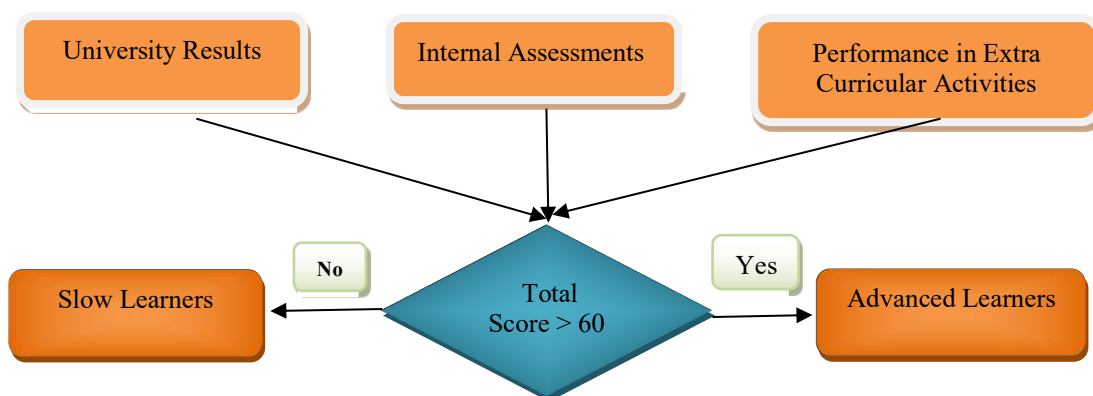 University Results
Internal Assessments
Performance in Extra
Curricular Activities
No
Yes
Slow Learners
Total
Score > 60
Advanced Learners